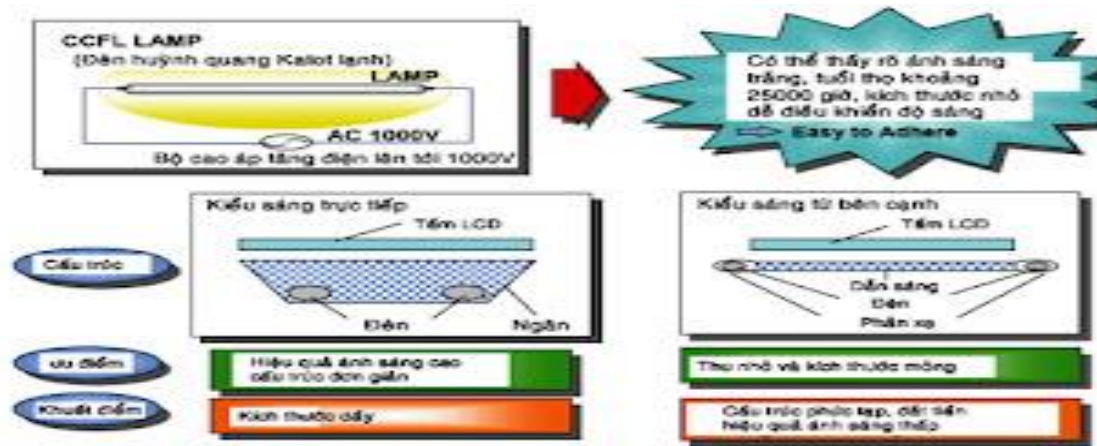 CCFL LAMP
(Đèn huỳnh quang Katot lạnh)
LAMP
AC 1000V
Bộ cao áp tăng điện lên tới 1000V
Có thể thấy rõ ánh sáng
trắng, tuổi thọ khoảng
25000 giờ, kích thước nhỏ
dễ điều khiển độ sáng
Easy to Adhere
Kiểu sáng trực tiếp
Tấm LCD
Đèn
Ngăn
Kiểu sáng từ bên cạnh
Tấm LCD
Dẫn sáng
Đèn
Phản xạ
Cấu trúc
ưu điểm
Hiệu quả ánh sáng cao
cấu trúc đơn giản
Thu nhỏ và kích thước mỏng
Khuất điểm
Kích thước dầy
Cấu trúc phức tạp, đắt tiền
Hiệu quả ánh sáng thấp